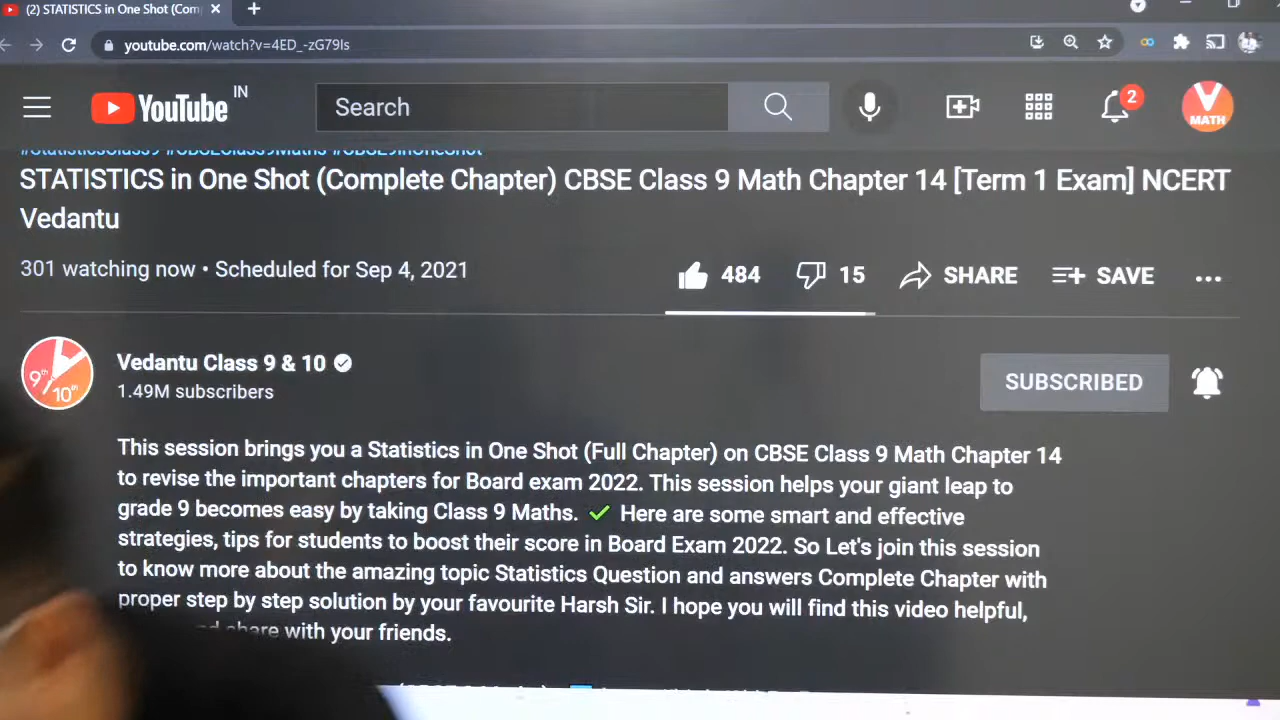 (2) STATISTICS in One Shot (Com
youtube.com/watch?v=4ED_-zG79Is
YouTube IN
Search
2
MATH
#StatisticsClass9 #CBSEClass9Maths #CBSE9InOneShot
STATISTICS in One Shot (Complete Chapter) CBSE Class 9 Math Chapter 14 [Term 1 Exam] NCERT
Vedantu
301 watching now • Scheduled for Sep 4, 2021
484
15
SHARE
SAVE
9th
10th
Vedantu Class 9 & 10
1.49M subscribers
SUBSCRIBED
This session brings you a Statistics in One Shot (Full Chapter) on CBSE Class 9 Math Chapter 14
to revise the important chapters for Board exam 2022. This session helps your giant leap to
grade 9 becomes easy by taking Class 9 Maths. ✔ Here are some smart and effective
strategies, tips for students to boost their score in Board Exam 2022. So Let's join this session
to know more about the amazing topic Statistics Question and answers Complete Chapter with
proper step by step solution by your favourite Harsh Sir. I hope you will find this video helpful,
share with your friends.